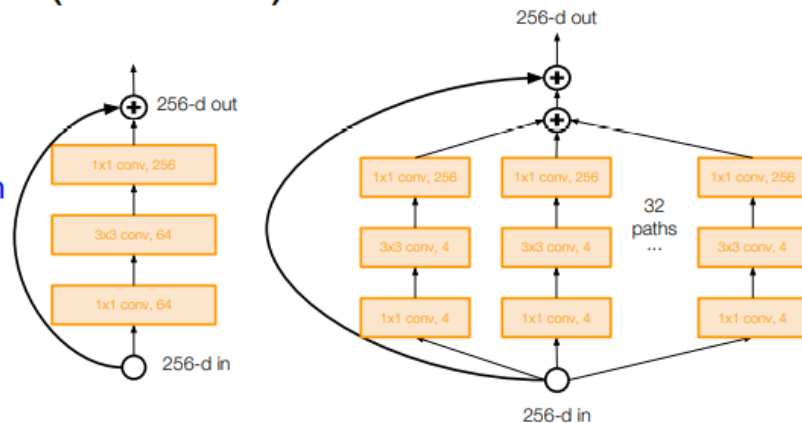 256-d out
1x1 conv, 256
3x3 conv, 64
1x1 conv, 64
256-d in
256-d out
1x1 conv, 256
1x1 conv, 256
1x1 conv, 256
32
paths
...
3x3 conv, 4
3x3 conv, 4
3x3 conv, 4
1x1 conv, 4
1x1 conv, 4
1x1 conv, 4
256-d in